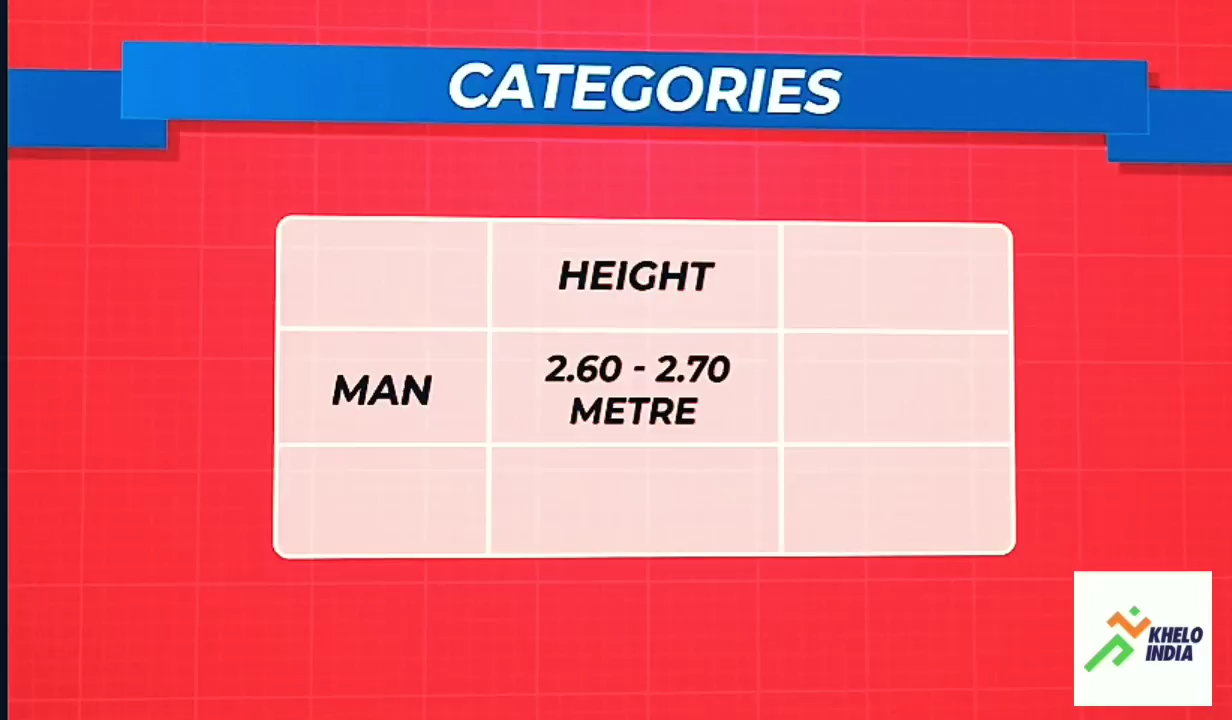 CATEGORIES
HEIGHT
MAN
2.60 - 2.70
METRE
KHELO
INDIA